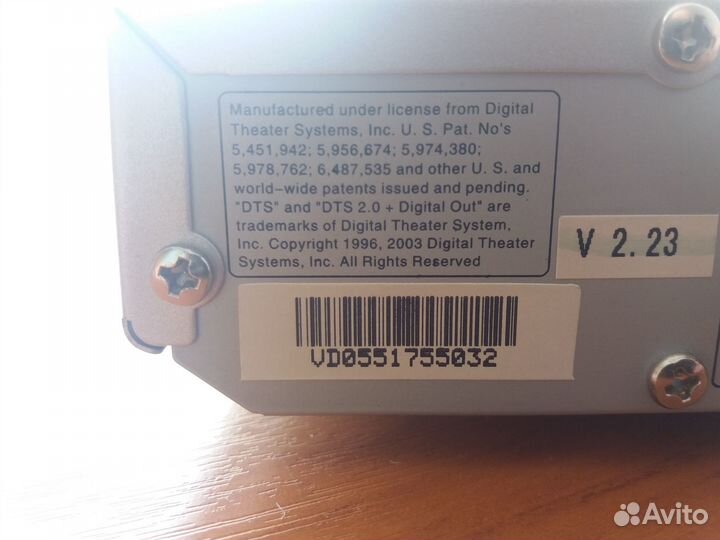 Manufactured under license from Digital
Theater Systems, Inc. U. S. Pat. No's
5,451,942; 5,956,674; 5,974,380;
5,978,762; 6,487,535 and other U. S. and
world-wide patents issued and pending.
"DTS" and "DTS 2.0 + Digital Out" are
trademarks of Digital Theater System,
Inc. Copyright 1996, 2003 Digital Theater
Systems, Inc. All Rights Reserved
V 2.23
VD0551755032
Avito